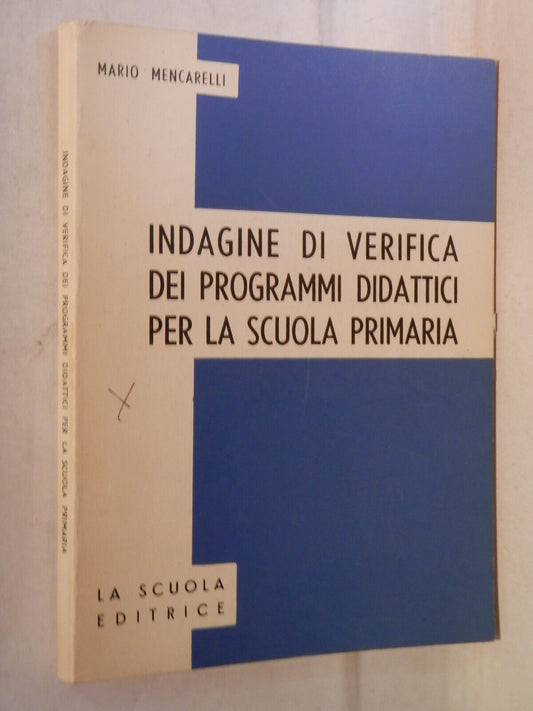 MARIO MENCARELLI
INDAGINE DI VERIFICA
DEI PROGRAMMI DIDATTICI
PER LA SCUOLA PRIMARIA
LA SCUOLA
EDITRICE
INDAGINE DI VERIFICA DEI PROGRAMMI DIDATTICI PER LA SCUOLA PRIMARIA